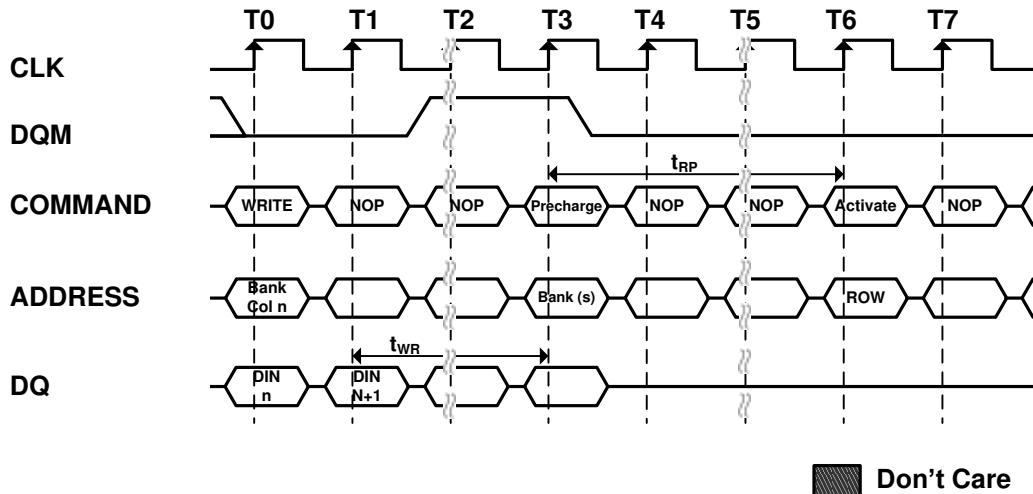 T0 T1 T2 T3 T4 T5 T6 T7
CLK
DQM
tRP
COMMAND WRITE NOP NOP Precharge NOP NOP Activate NOP
ADDRESS Bank Col n Bank (s) ROW
tWR
DQ DIN n DIN N+1
Don't Care